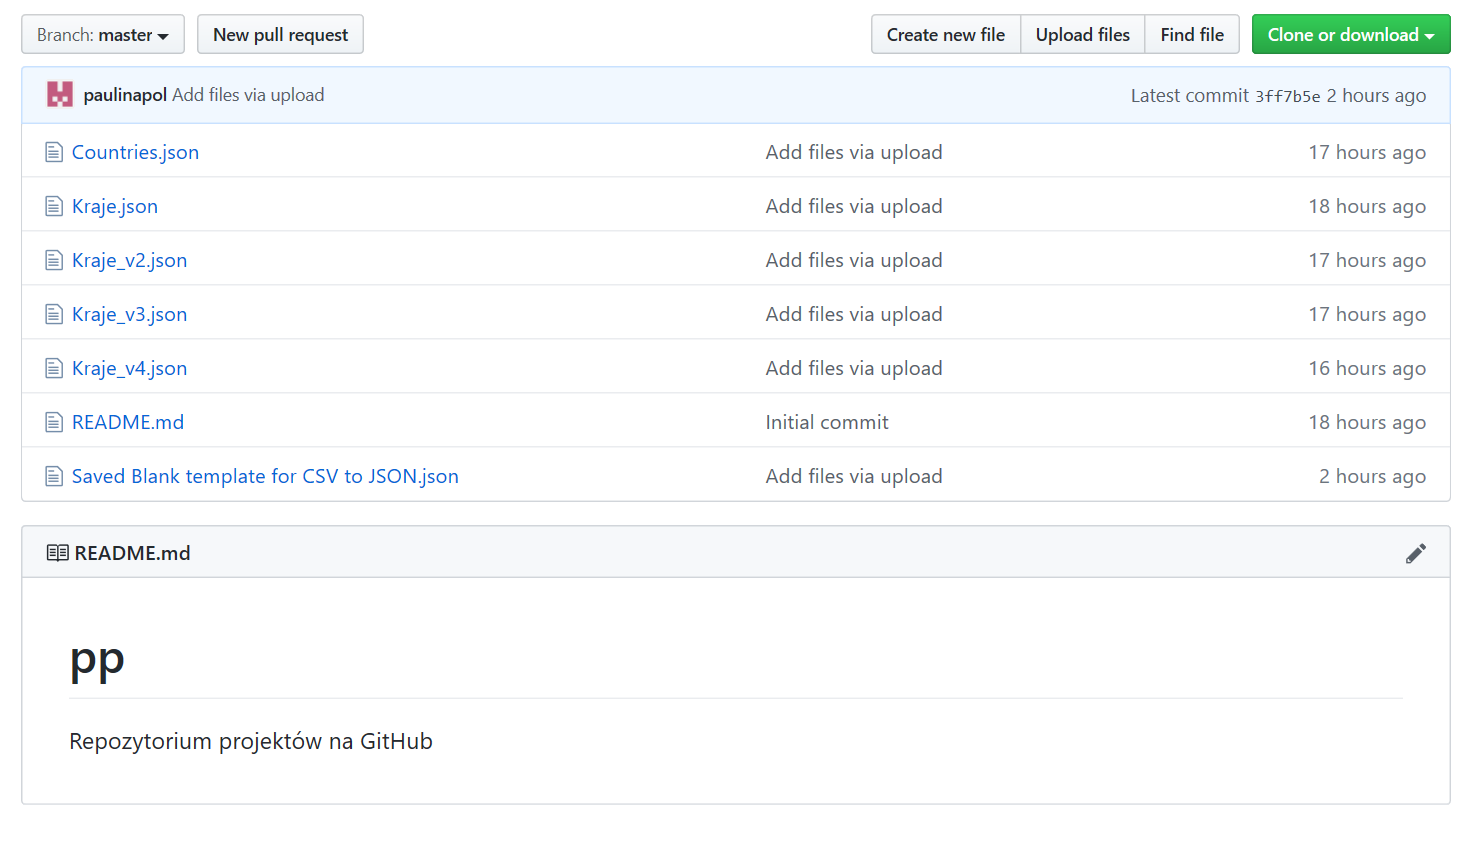 Branch: master New pull request Create new file Upload files Find file Clone or download
paulinapol Add files via upload Latest commit 3ff7b5e 2 hours ago
Countries.json Add files via upload 17 hours ago
Kraje.json Add files via upload 18 hours ago
Kraje_v2.json Add files via upload 17 hours ago
Kraje_v3.json Add files via upload 17 hours ago
Kraje_v4.json Add files via upload 16 hours ago
README.md Initial commit 18 hours ago
Saved Blank template for CSV to JSON.json Add files via upload 2 hours ago
README.md
pp
Repozytorium projektów na GitHub